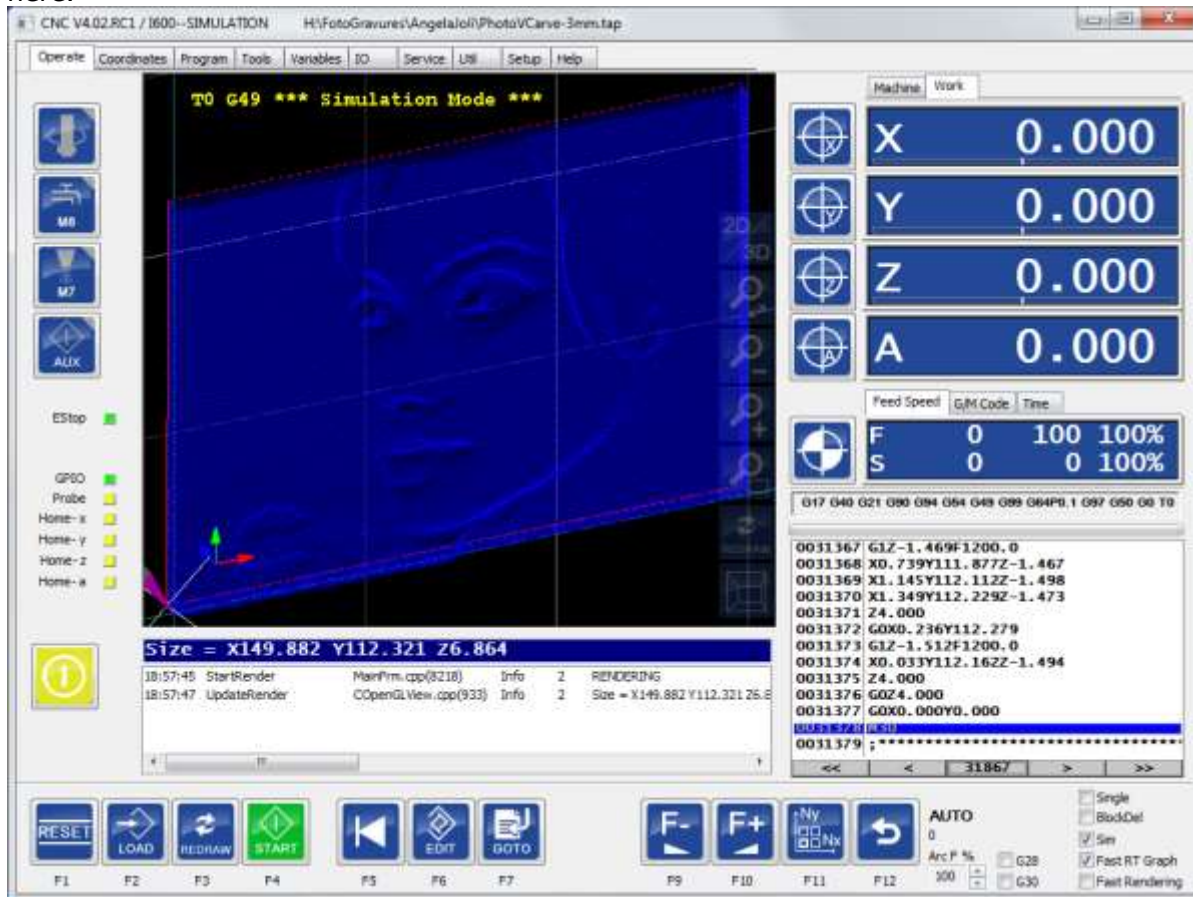 CNC V4.02.RC1 / I600--SIMULATION H:\FotoGravures\AngelaJoli\PhotoVCarve-3mm.tap
Operate Coordinates Program Tools Variables IO Service Util Setup Help
T0 G49 *** Simulation Mode ***
2D/3D
M8
M7
AUX
EStop
GPIO
Probe
Home-x
Home-y
Home-z
Home-a
Machine Work
X 0.000
Y 0.000
Z 0.000
A 0.000
Feed Speed G/M Code Time
F 0 100 100%
S 0 0 100%
G17 G40 G21 G90 G94 G54 G49 G99 G64P0.1 G97 G50 G0 T0
0031367 G1Z-1.469F1200.0
0031368 X0.739Y111.877Z-1.467
0031369 X1.145Y112.112Z-1.498
0031370 X1.349Y112.229Z-1.473
0031371 Z4.000
0031372 G0X0.236Y112.279
0031373 G1Z-1.512F1200.0
0031374 X0.033Y112.162Z-1.494
0031375 Z4.000
0031376 G0Z4.000
0031377 G0X0.000Y0.000
0031378 M30
0031379 ;**********************************
<< < 31867 > >>
Size = X149.882 Y112.321 Z6.864
18:57:45 StartRender MainFrm.cpp(8218) Info 2 RENDERING
18:57:47 UpdateRender COpenGLView.cpp(933) Info 2 Size = X149.882 Y112.321 Z6.8
RESET LOAD REDRAW START EDIT GOTO F- F+ Ny Nx
F1 F2 F3 F4 F5 F6 F7 F9 F10 F11 F12
AUTO
0
Arc F %
100
G28
G30
Single
BlockDel
Sim
Fast RT Graph
Fast Rendering